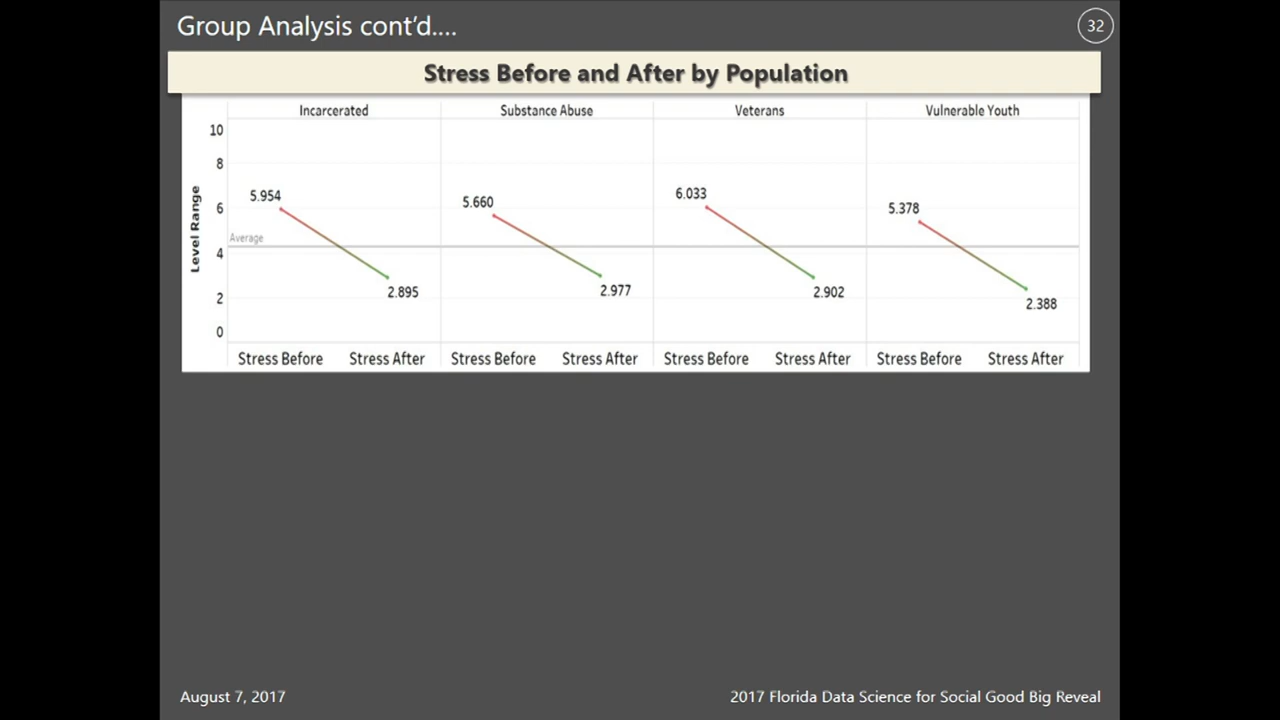 Group Analysis cont’d....
32
Stress Before and After by Population
Incarcerated Substance Abuse Veterans Vulnerable Youth
10
8
6
4
2
0
Level Range
Average
5.954 2.895
5.660 2.977
6.033 2.902
5.378 2.388
Stress Before Stress After Stress Before Stress After Stress Before Stress After Stress Before Stress After
August 7, 2017
2017 Florida Data Science for Social Good Big Reveal